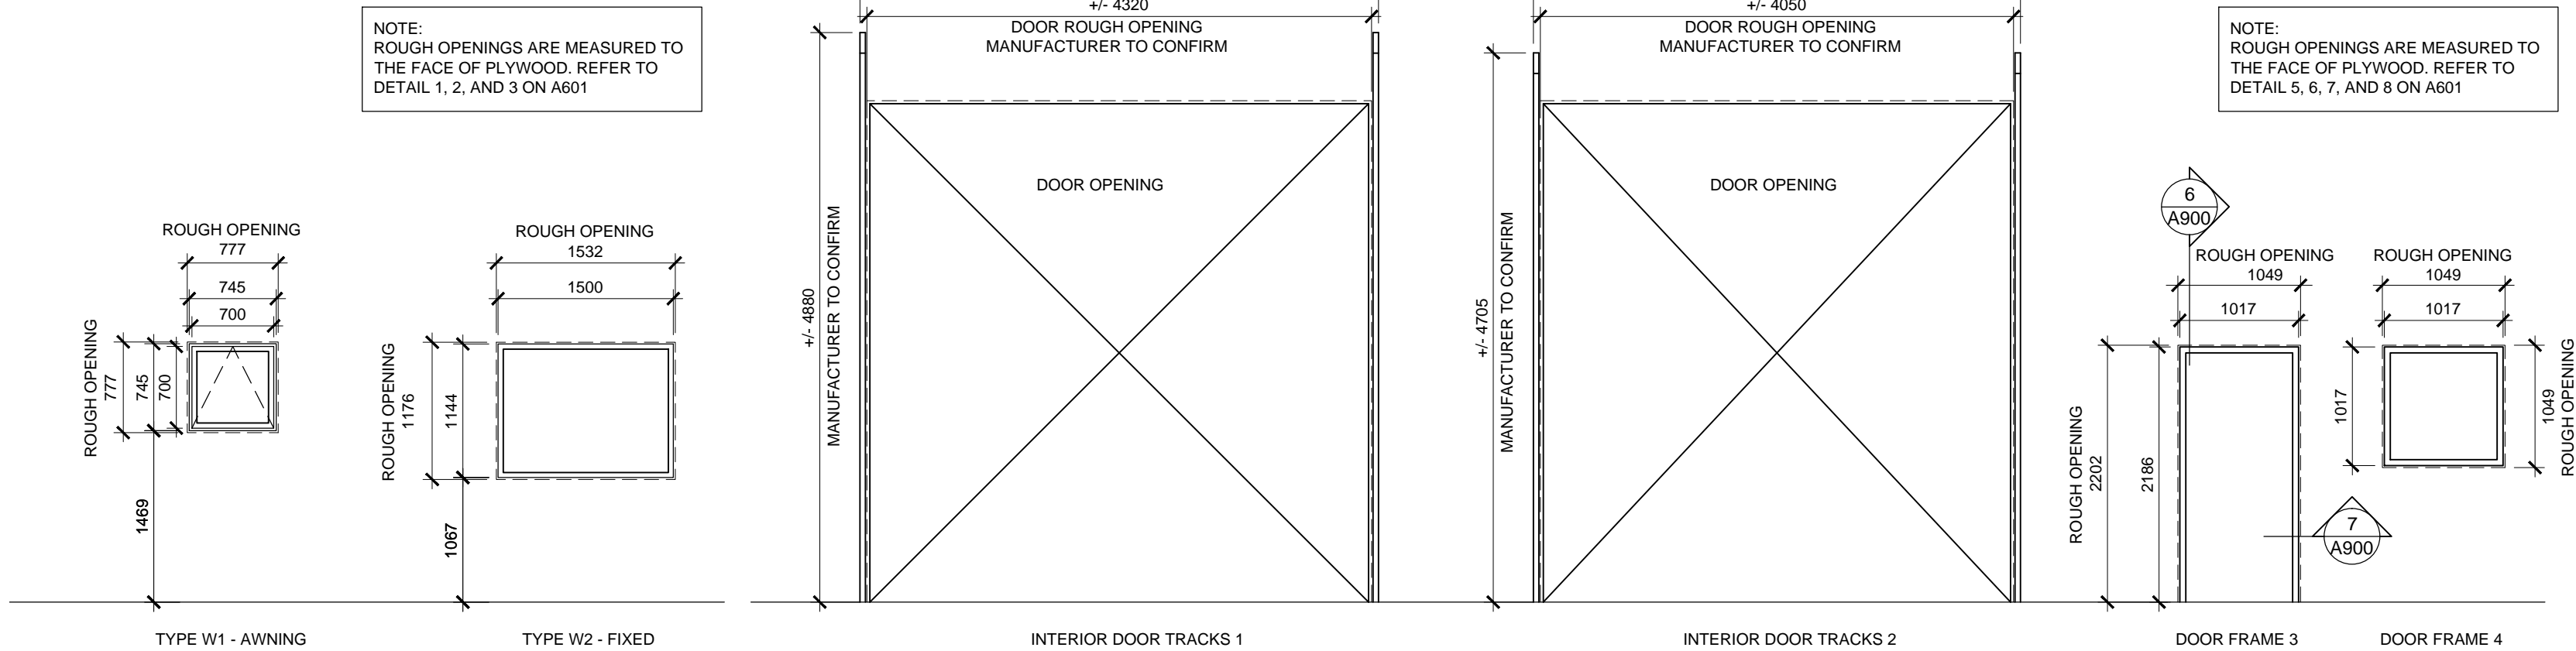 NOTE:
ROUGH OPENINGS ARE MEASURED TO
THE FACE OF PLYWOOD. REFER TO
DETAIL 1, 2, AND 3 ON A601
ROUGH OPENING
777
745
700
ROUGH OPENING
777
745
700
1469
TYPE W1 - AWNING
ROUGH OPENING
1532
1500
ROUGH OPENING
1176
1144
1067
TYPE W2 - FIXED
+/- 4320
DOOR ROUGH OPENING
MANUFACTURER TO CONFIRM
+/- 4880
MANUFACTURER TO CONFIRM
DOOR OPENING
INTERIOR DOOR TRACKS 1
+/- 4050
DOOR ROUGH OPENING
MANUFACTURER TO CONFIRM
+/- 4705
MANUFACTURER TO CONFIRM
DOOR OPENING
INTERIOR DOOR TRACKS 2
NOTE:
ROUGH OPENINGS ARE MEASURED TO
THE FACE OF PLYWOOD. REFER TO
DETAIL 5, 6, 7, AND 8 ON A601
6
A900
ROUGH OPENING
1049
1017
ROUGH OPENING
2202
2186
7
A900
DOOR FRAME 3
ROUGH OPENING
1049
1017
1017
1049
ROUGH OPENING
DOOR FRAME 4